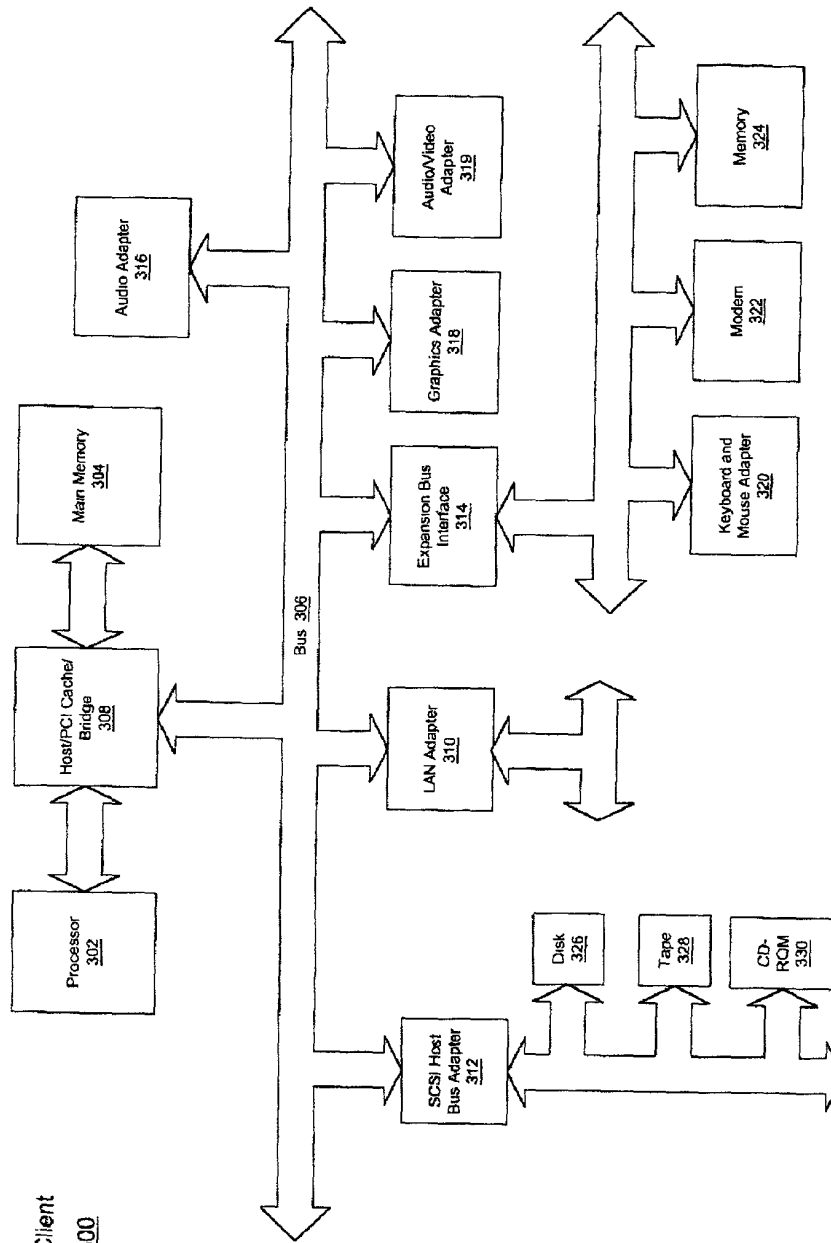 Client
300
Processor
302
Host/PCI Cache/
Bridge
308
Main Memory
304
Audio Adapter
316
Bus 306
SCSI Host
Bus Adapter
312
LAN Adapter
310
Expansion Bus
Interface
314
Graphics Adapter
318
Audio/Video
Adapter
319
Disk
326
Tape
328
CD-
ROM
330
Keyboard and
Mouse Adapter
320
Modem
322
Memory
324